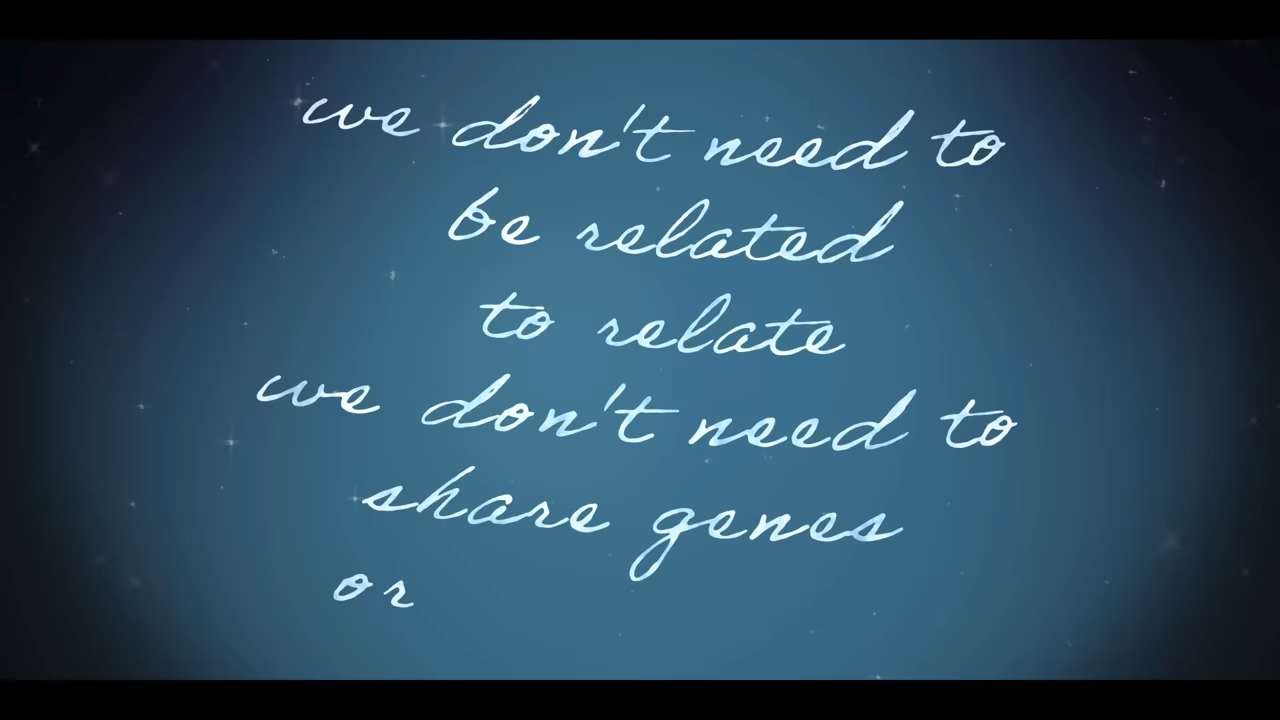 we don't need to
be related
to relate
we don't need to
share genes
or